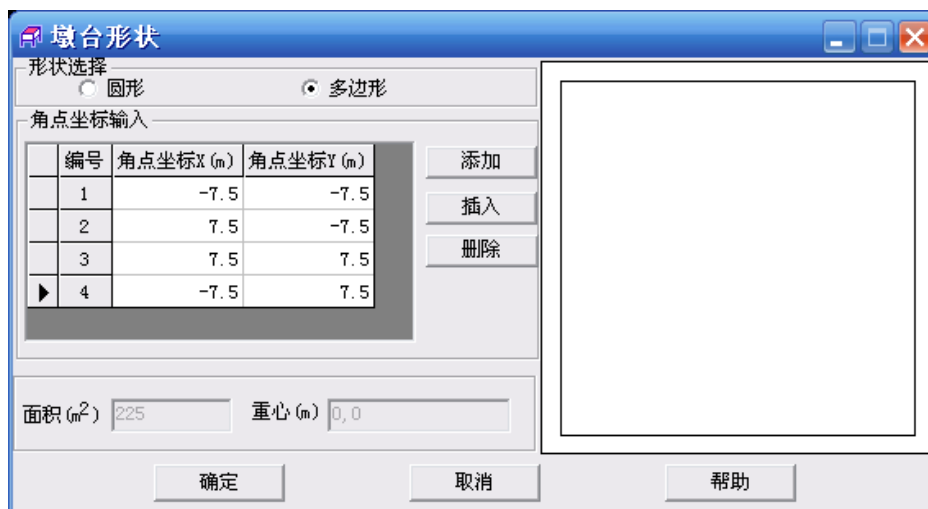 墩台形状
形状选择
圆形 多边形
角点坐标输入
编号 角点坐标X(m) 角点坐标Y(m)
1 -7.5 -7.5
2 7.5 -7.5
3 7.5 7.5
4 -7.5 7.5
添加
插入
删除
面积(m²) 225 重心(m) 0,0
确定 取消 帮助